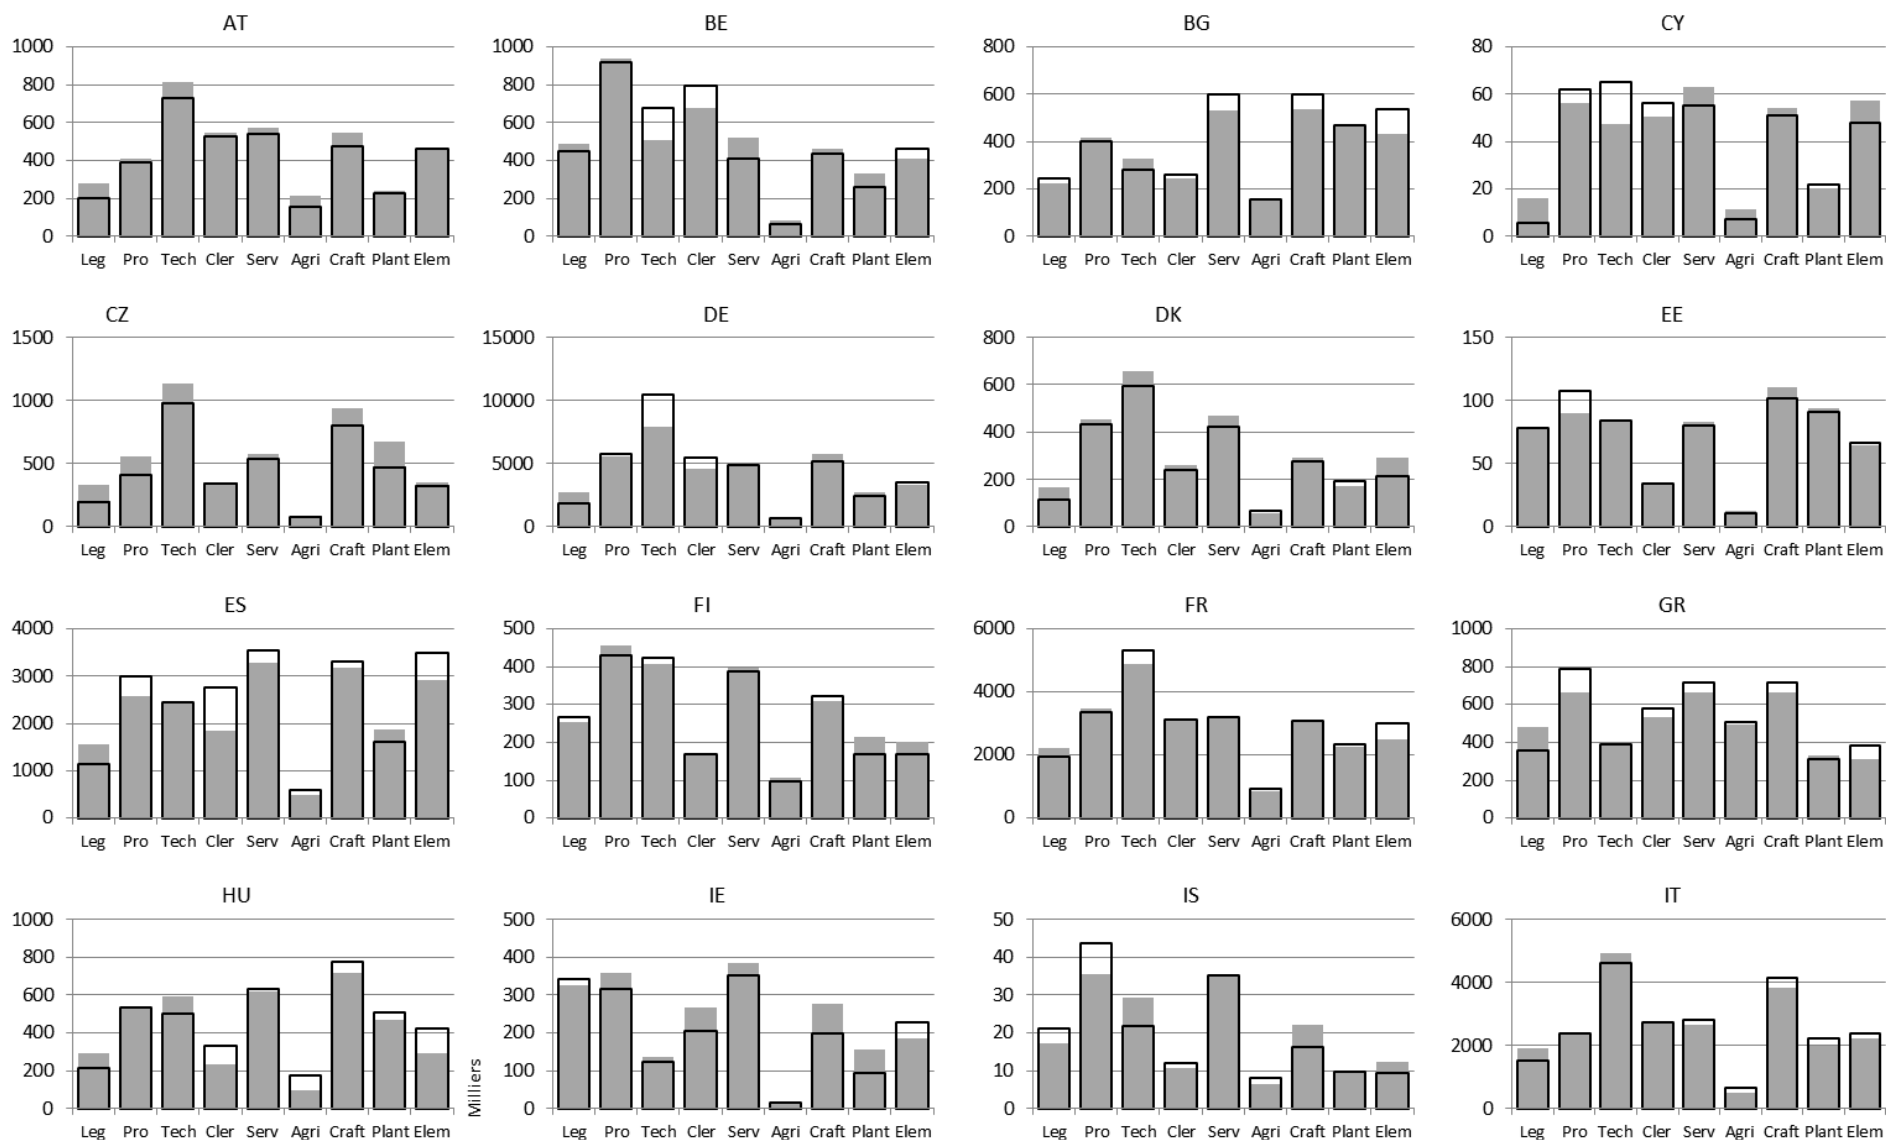 AT BE BG CY
1000 1000 800 80
800 800 600 60
600 600 400 40
400 400 200 20
200 200 0 0
0 0
Leg Pro Tech Cler Serv Agri Craft Plant Elem Leg Pro Tech Cler Serv Agri Craft Plant Elem Leg Pro Tech Cler Serv Agri Craft Plant Elem Leg Pro Tech Cler Serv Agri Craft Plant Elem
CZ DE DK EE
1500 15000 800 150
1000 10000 600 100
500 5000 400 50
0 0 200 0
0
Leg Pro Tech Cler Serv Agri Craft Plant Elem Leg Pro Tech Cler Serv Agri Craft Plant Elem Leg Pro Tech Cler Serv Agri Craft Plant Elem Leg Pro Tech Cler Serv Agri Craft Plant Elem
ES FI FR GR
4000 500 6000 1000
3000 400 4000 800
2000 300 2000 600
1000 200 0 400
0 100 200
0 0
Leg Pro Tech Cler Serv Agri Craft Plant Elem Leg Pro Tech Cler Serv Agri Craft Plant Elem Leg Pro Tech Cler Serv Agri Craft Plant Elem Leg Pro Tech Cler Serv Agri Craft Plant Elem
HU IE IS IT
1000 500 50 6000
800 400 40 4000
600 300 30 2000
400 200 20 0
200 100 10
0 0 0
Milliers
Leg Pro Tech Cler Serv Agri Craft Plant Elem Leg Pro Tech Cler Serv Agri Craft Plant Elem Leg Pro Tech Cler Serv Agri Craft Plant Elem Leg Pro Tech Cler Serv Agri Craft Plant Elem